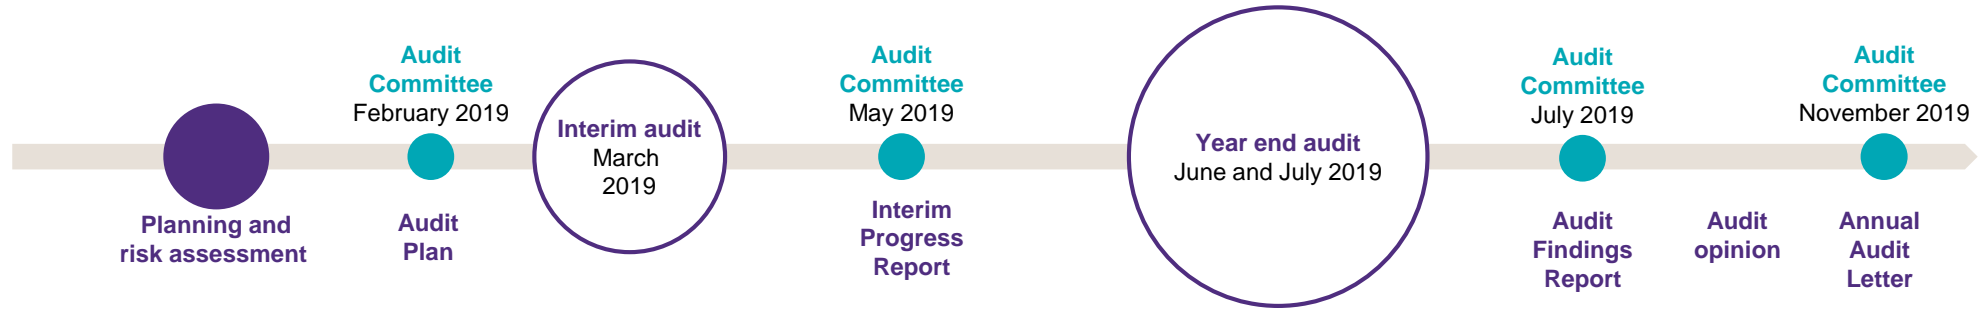 Planning and
risk assessment
Audit
Committee
February 2019
Audit
Plan
Interim audit
March
2019
Audit
Committee
May 2019
Interim
Progress
Report
Year end audit
June and July 2019
Audit
Committee
July 2019
Audit
Findings
Report
Audit
opinion
Audit
Committee
November 2019
Annual
Audit
Letter